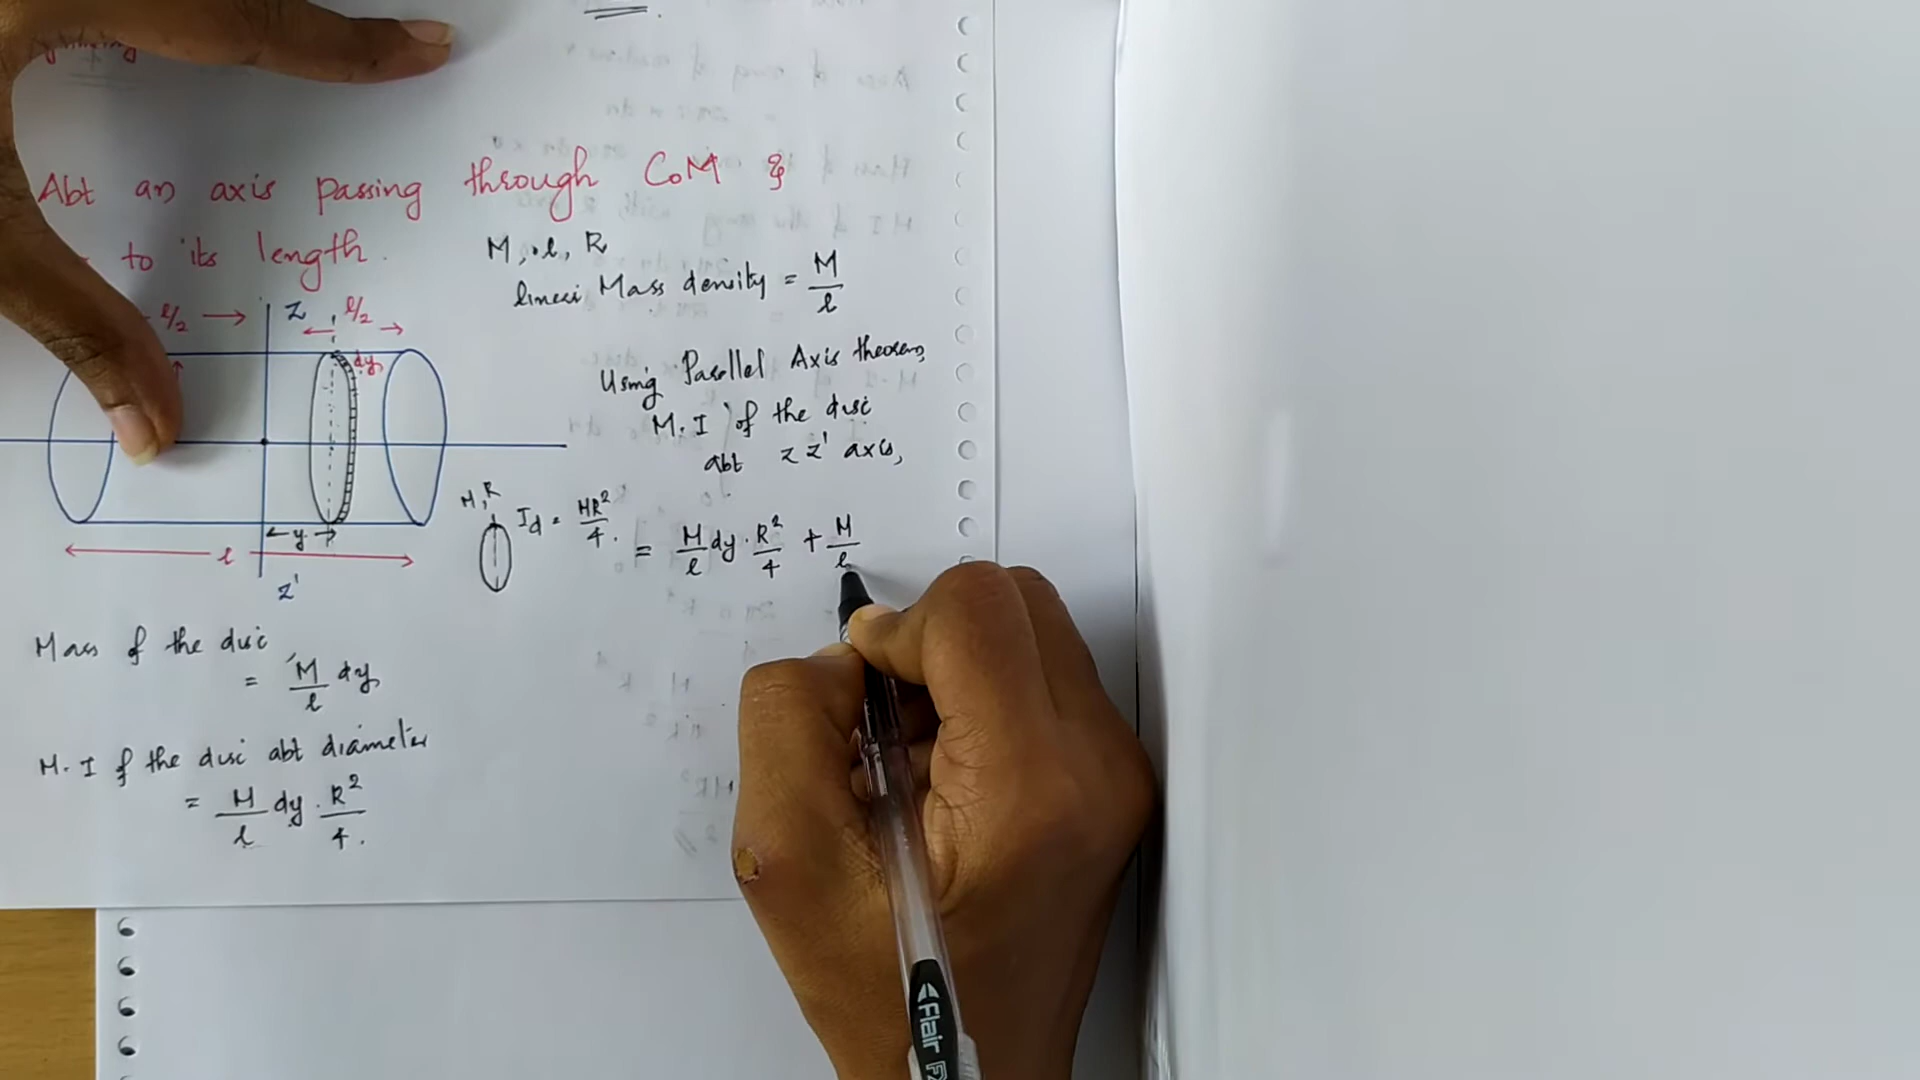 Abt an axis passing through CoM &
to its length.
M, l, R
linear Mass density = M/l
l/2
Z
l/2
dy
Using Parallel Axis theorem,
M.I of the disc
abt z z' axis,
M, R
Id = MR²/4.
= M/l dy . R²/4 + M/l
y
l
Z'
Mass of the disc
= M/l dy
M.I of the disc abt diameter
= M/l dy . R²/4.
Flair